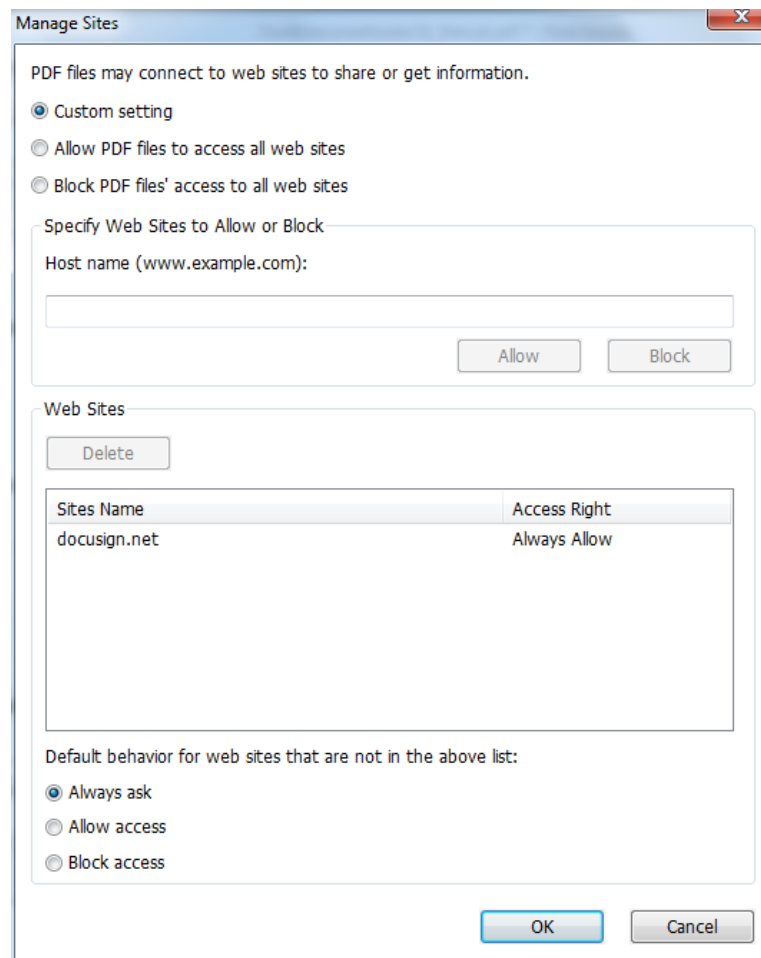 Manage Sites
PDF files may connect to web sites to share or get information.
Custom setting
Allow PDF files to access all web sites
Block PDF files' access to all web sites
Specify Web Sites to Allow or Block
Host name (www.example.com):
Allow Block
Web Sites
Delete
Sites Name Access Right
docusign.net Always Allow
Default behavior for web sites that are not in the above list:
Always ask
Allow access
Block access
OK Cancel